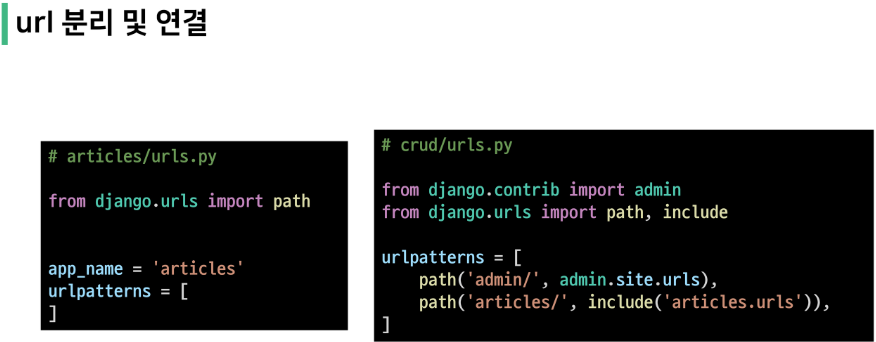 url 분리 및 연결
# articles/urls.py
from django.urls import path
app_name = 'articles'
urlpatterns = [
]
# crud/urls.py
from django.contrib import admin
from django.urls import path, include
urlpatterns = [
    path('admin/', admin.site.urls),
    path('articles/', include('articles.urls')),
]